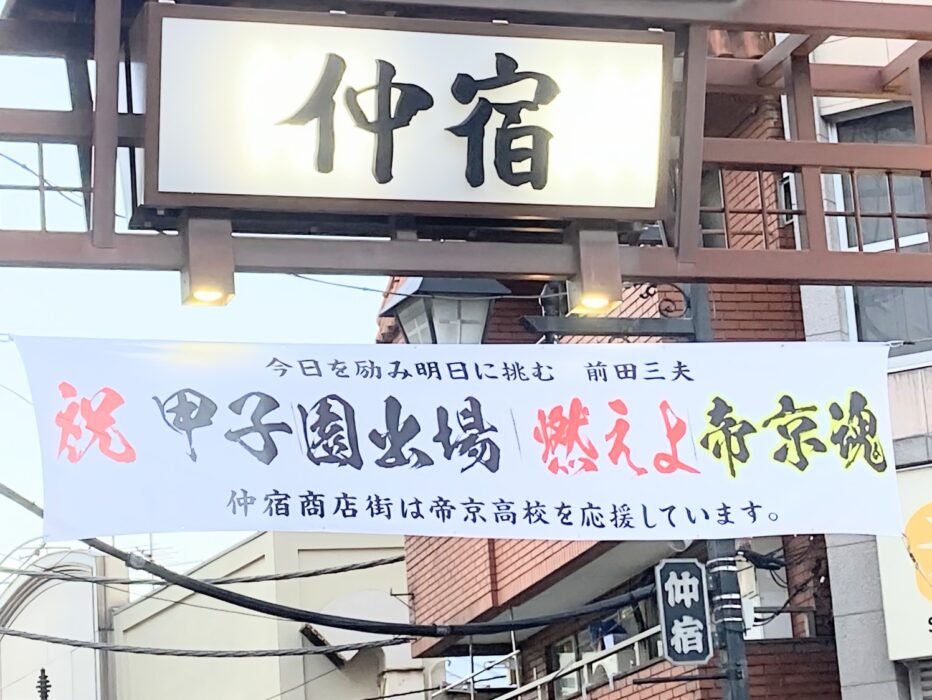 仲宿
今日を励み明日に挑む 前田三夫
祝 甲子園出場 燃えよ帝京魂
仲宿商店街は帝京高校を応援しています。
仲宿